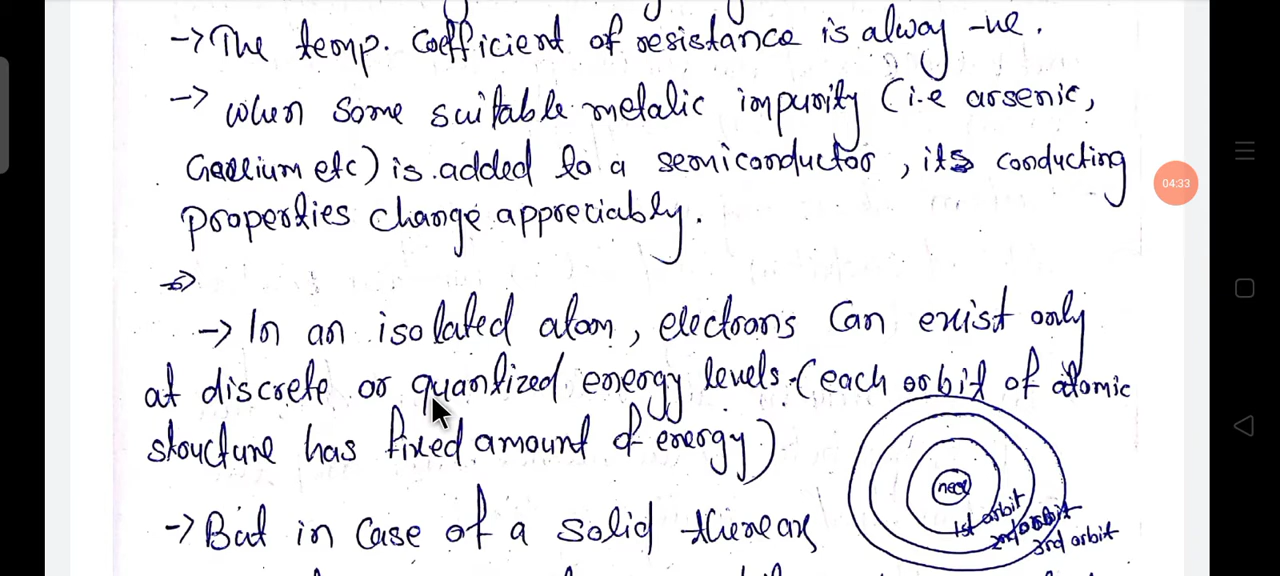 → The temp. Coefficient of resistance is alway -ve.
→ when some suitable metalic impurity (i.e arsenic,
Gallium etc) is added to a semiconductor, its conducting
properties change appreciably.
→ In an isolated atom, electrons can exist only
at discrete or quantized energy levels. (each orbit of atomic
structure has fixed amount of energy)
1st orbit
2nd orbit
3rd orbit
→ But in case of a solid there are
04:33